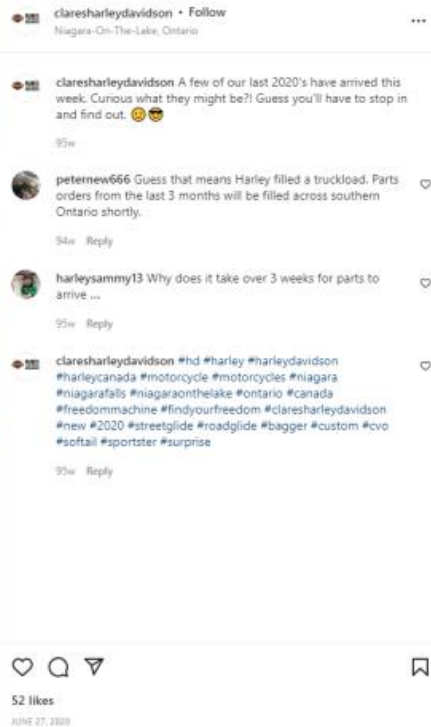 claresharleydavidson • Follow
Niagara-On-The-Lake, Ontario
claresharleydavidson A few of our last 2020's have arrived this
week. Curious what they might be?! Guess you'll have to stop in
and find out. 😉😎
95w
peternew666 Guess that means Harley filled a truckload. Parts
orders from the last 3 months will be filled across southern
Ontario shortly.
94w Reply
harleysammy13 Why does it take over 3 weeks for parts to
arrive ...
95w Reply
claresharleydavidson #hd #harley #harleydavidson
#harleycanada #motorcycle #motorcycles #niagara
#niagarafalls #niagaraonthelake #ontario #canada
#freedommachine #findyourfreedom #claresharleydavidson
#new #2020 #streetglide #roadglide #bagger #custom #cvo
#softail #sportster #surprise
95w Reply
52 likes
JUNE 27, 2020